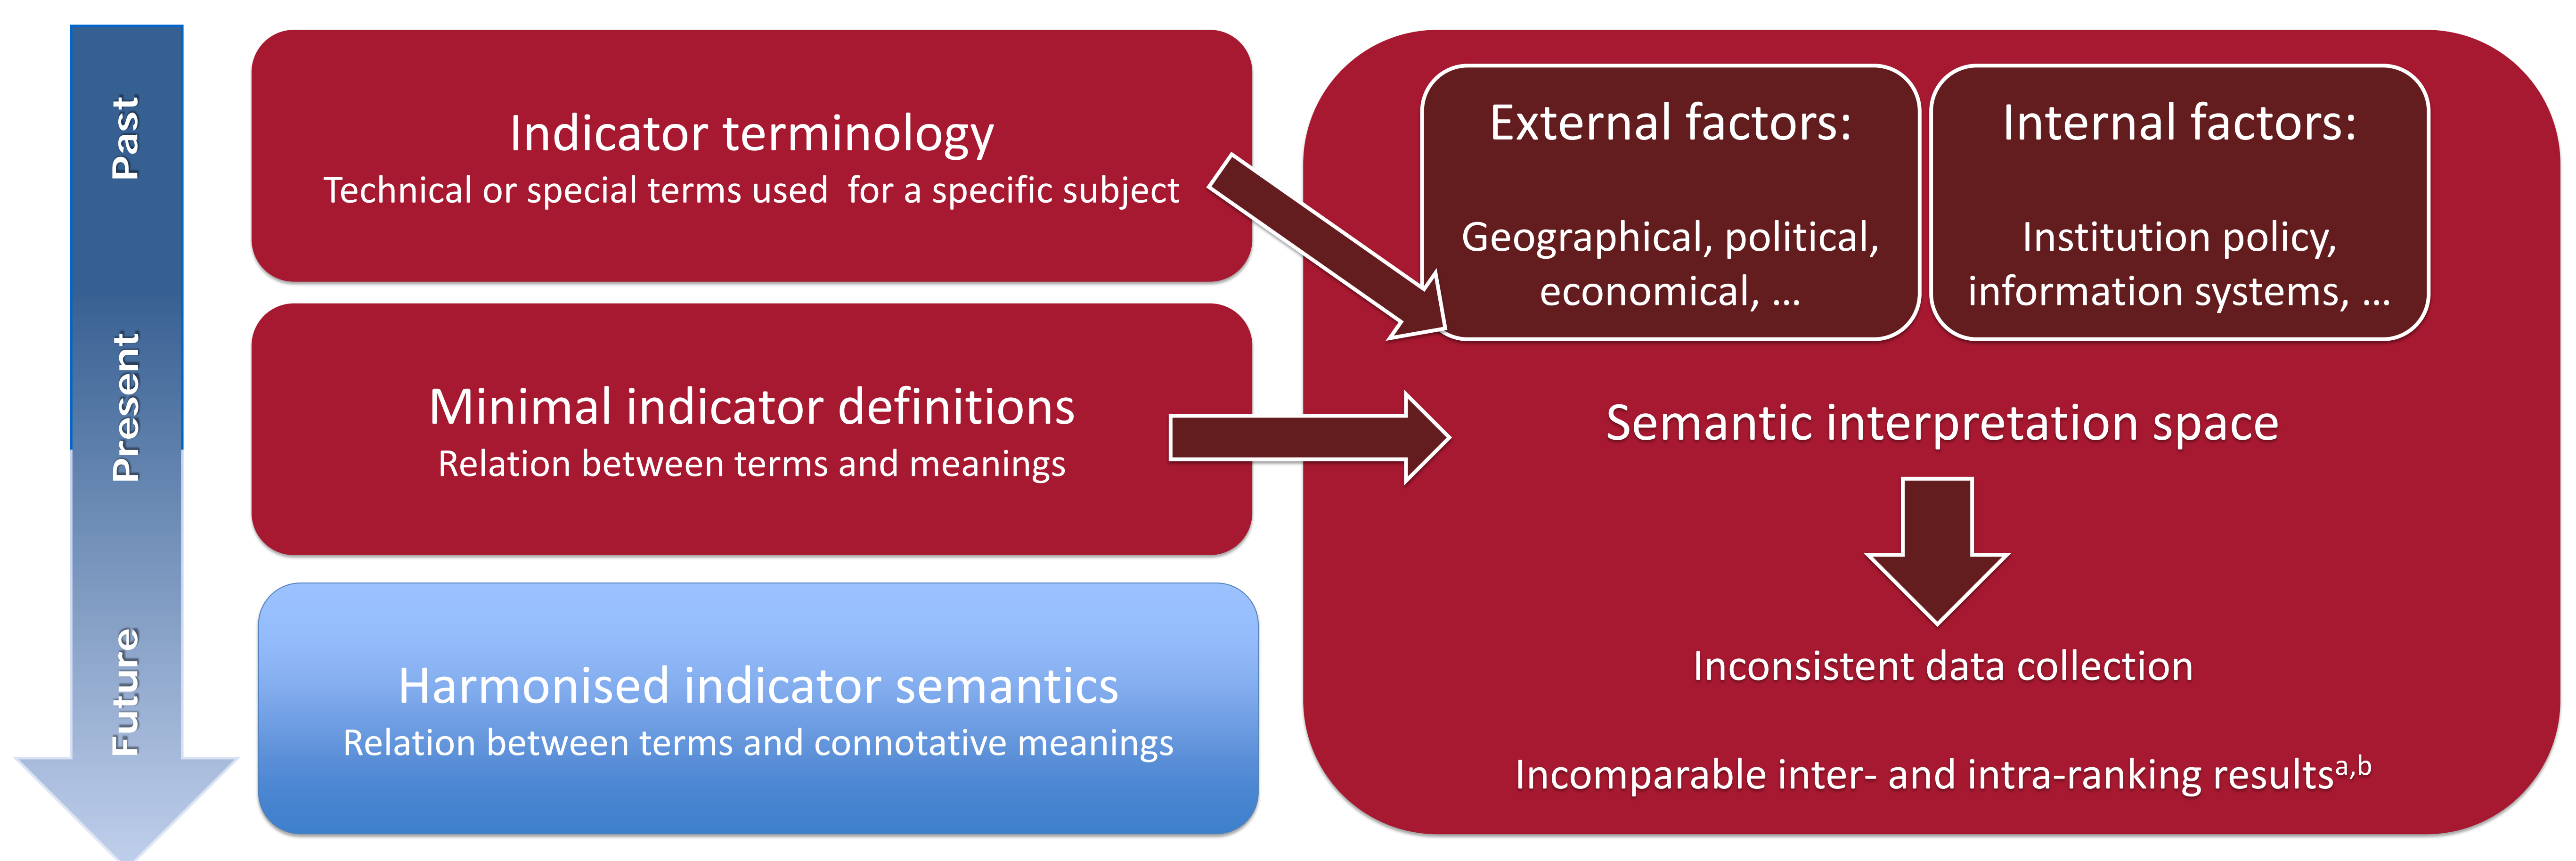 Past
Present
Future
Indicator terminology
Technical or special terms used  for a specific subject
Minimal indicator definitions
Relation between terms and meanings
Harmonised indicator semantics
Relation between terms and connotative meanings
External factors:
Geographical, political,
economical, ...
Internal factors:
Institution policy,
information systems, ...
Semantic interpretation space
Inconsistent data collection
Incomparable inter- and intra-ranking resultsᵃ,ᵇ